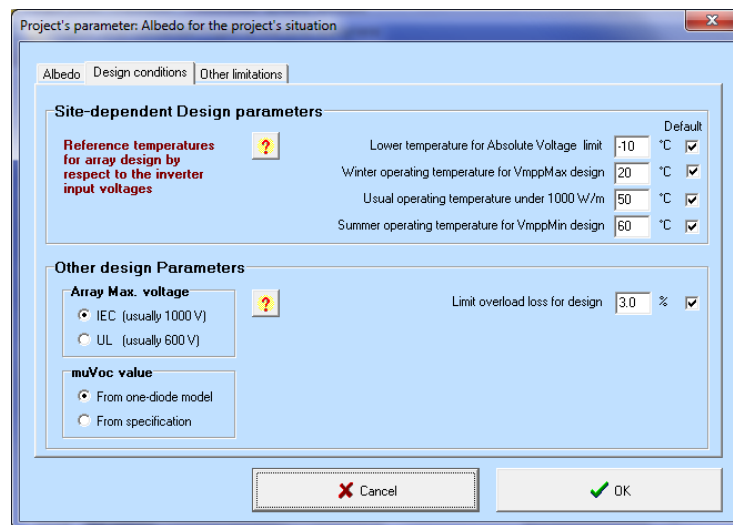 Project's parameter: Albedo for the project's situation
Albedo Design conditions Other limitations
Site-dependent Design parameters
Default
Reference temperatures
for array design by
respect to the inverter
input voltages
?
Lower temperature for Absolute Voltage limit -10 °C
Winter operating temperature for VmppMax design 20 °C
Usual operating temperature under 1000 W/m 50 °C
Summer operating temperature for VmppMin design 60 °C
Other design Parameters
Array Max. voltage
IEC (usually 1000 V)
UL (usually 600 V)
?
Limit overload loss for design 3.0 %
muVoc value
From one-diode model
From specification
Cancel OK